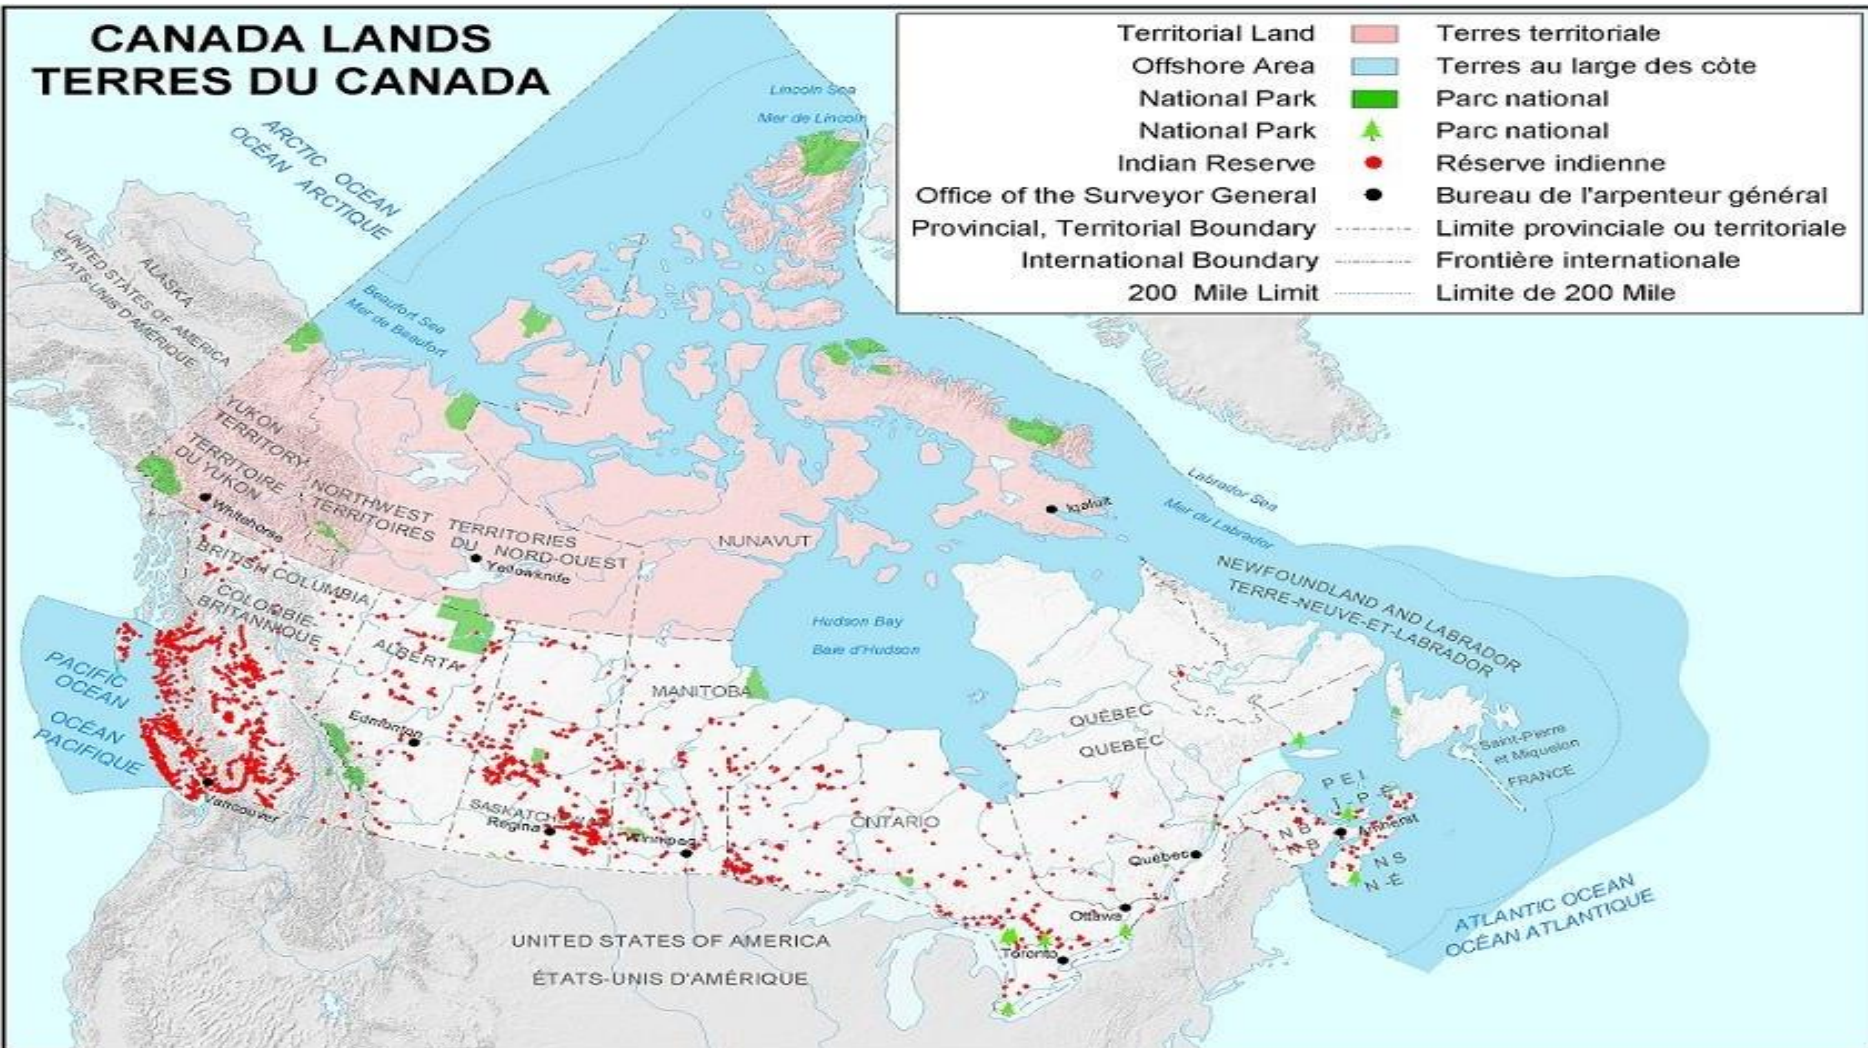 CANADA LANDS
TERRES DU CANADA
Territorial Land Terres territoriale
Offshore Area Terres au large des côte
National Park Parc national
National Park Parc national
Indian Reserve Réserve indienne
Office of the Surveyor General Bureau de l'arpenteur général
Provincial, Territorial Boundary Limite provinciale ou territoriale
International Boundary Frontière internationale
200 Mile Limit Limite de 200 Mile
Lincoln Sea
Mer de Lincoln
ARCTIC OCEAN
OCÉAN ARCTIQUE
ALASKA
UNITED STATES OF AMERICA
ÉTATS-UNIS D'AMÉRIQUE
Beaufort Sea
Mer de Beaufort
YUKON
TERRITORY
TERRITOIRE
DU YUKON
Whitehorse
NORTHWEST TERRITORIES
TERRITOIRES DU NORD-OUEST
Yellowknife
NUNAVUT
Iqaluit
Labrador Sea
Mer du Labrador
NEWFOUNDLAND AND LABRADOR
TERRE-NEUVE-ET-LABRADOR
BRITISH COLUMBIA
COLOMBIE-
BRITANNIQUE
ALBERTA
Hudson Bay
Baie d'Hudson
PACIFIC
OCEAN
OCÉAN
PACIFIQUE
Edmonton
MANITOBA
QUÉBEC
QUEBEC
Saint-Pierre
et Miquelon
FRANCE
Vancouver
Regina
Winnipeg
ONTARIO
P E I
Î-P-É
Amherst
N B
N B
N S
N-É
Québec
Ottawa
Toronto
ATLANTIC OCEAN
OCÉAN ATLANTIQUE
UNITED STATES OF AMERICA
ÉTATS-UNIS D'AMÉRIQUE